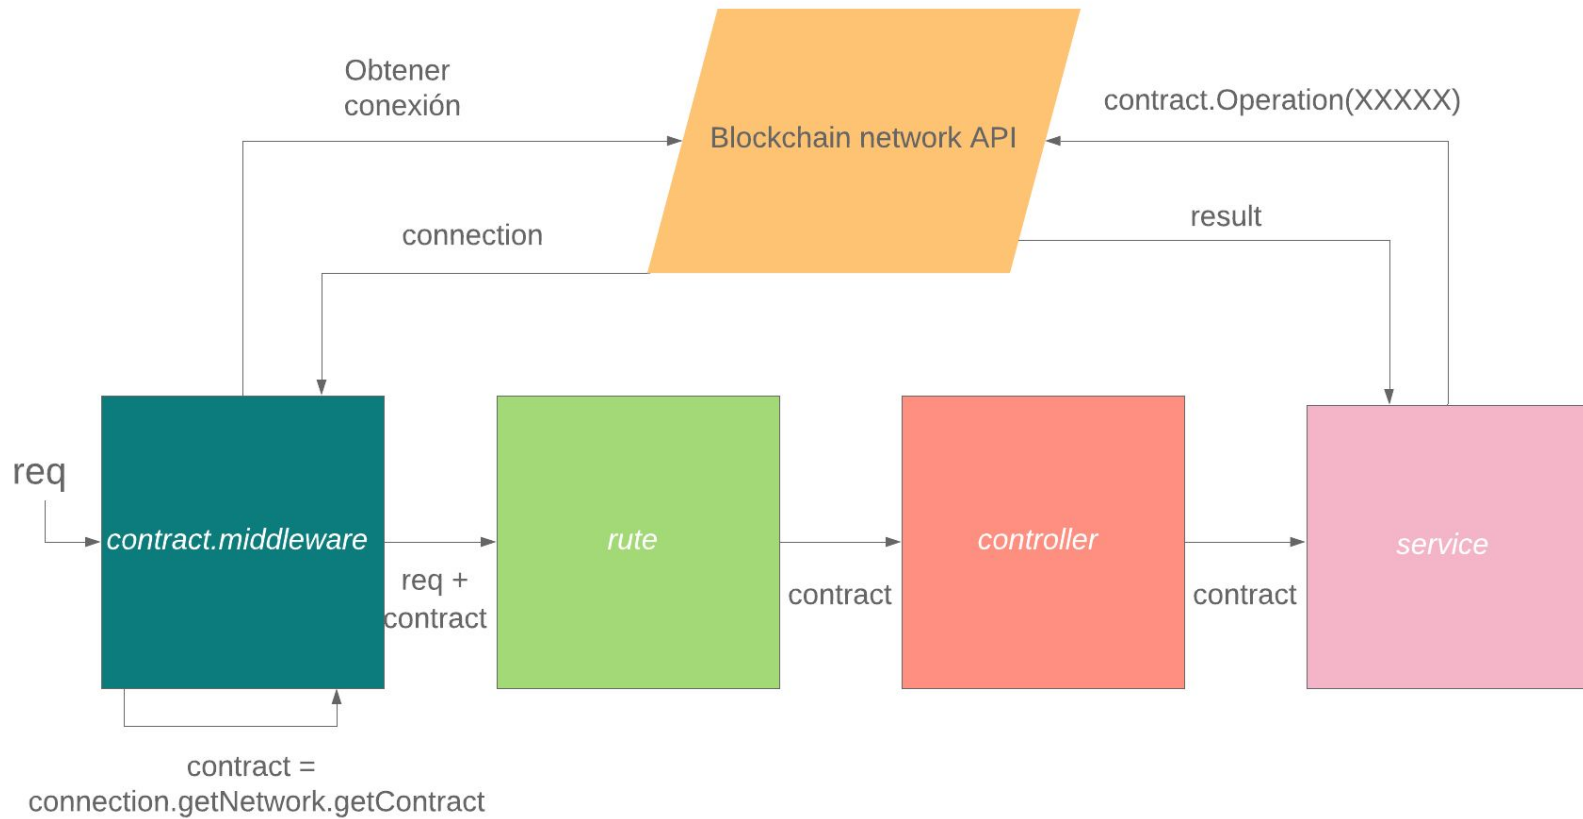 Obtener
conexión
contract.Operation(XXXXX)
Blockchain network API
connection
result
req
contract.middleware
rute
controller
service
req +
contract
contract
contract
contract =
connection.getNetwork.getContract